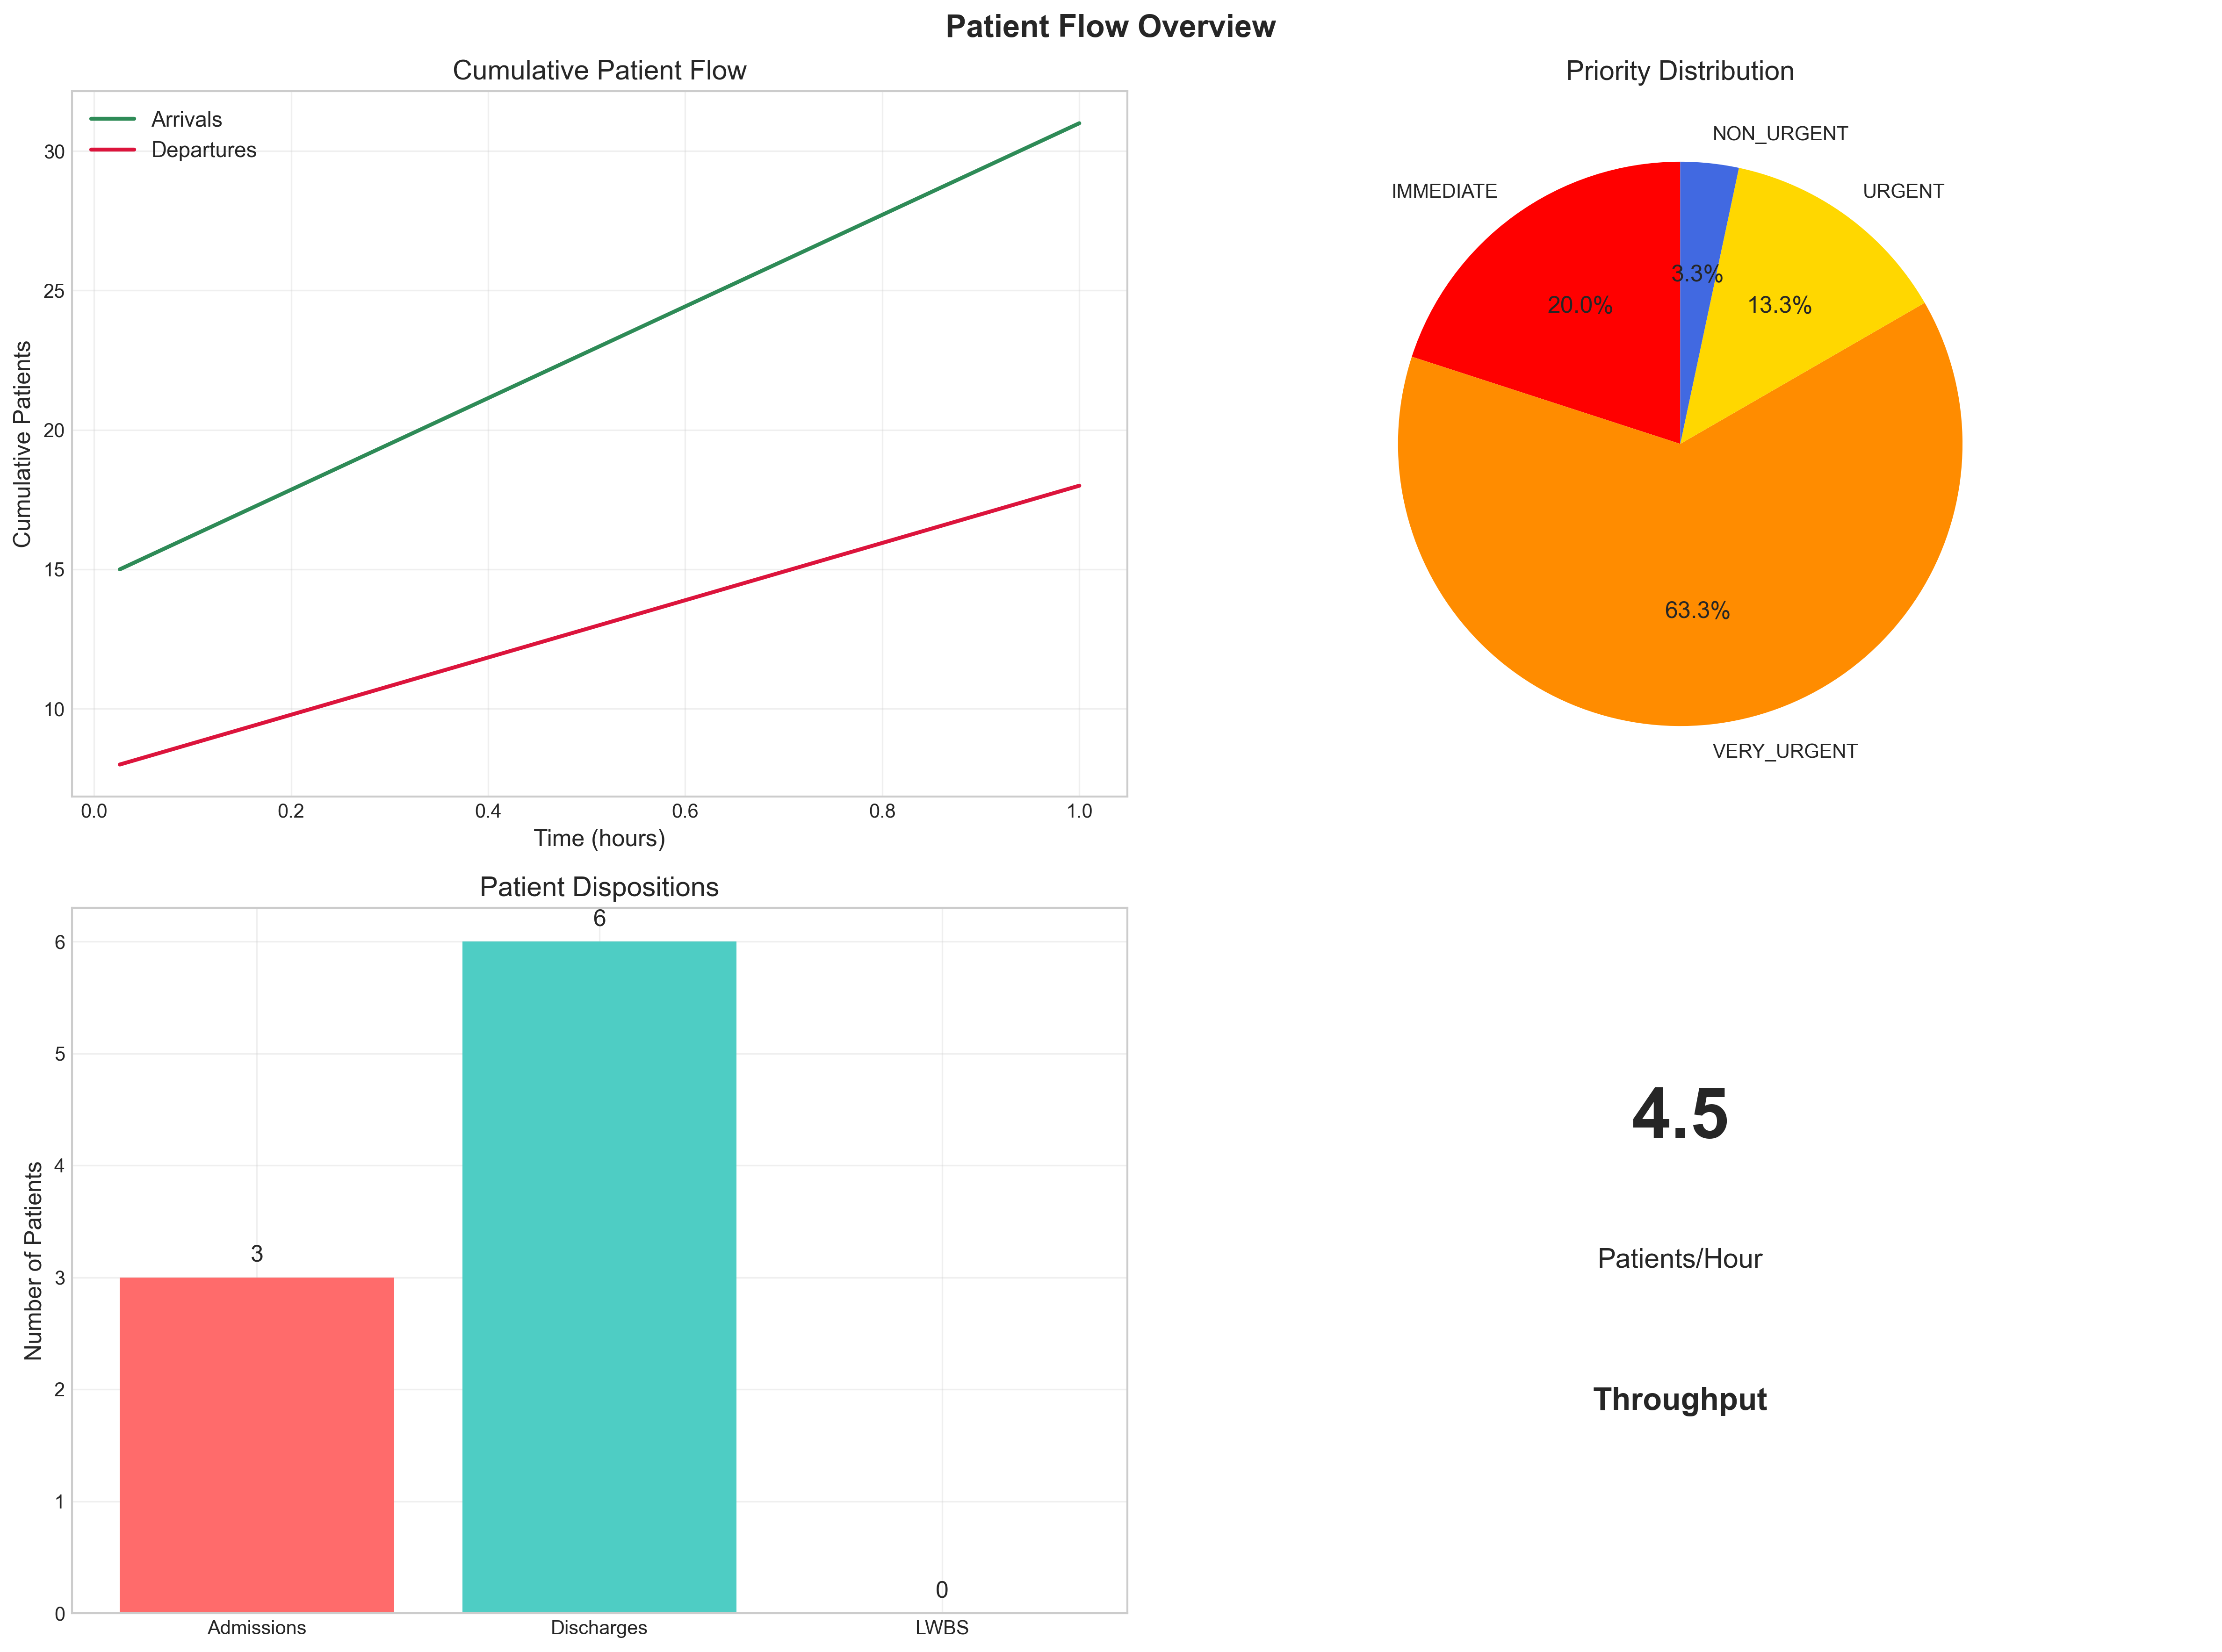 Patient Flow Overview
Cumulative Patient Flow
Arrivals
Departures
30
25
20
15
10
Cumulative Patients
0.0 0.2 0.4 0.6 0.8 1.0
Time (hours)
Priority Distribution
NON_URGENT
IMMEDIATE
URGENT
3.3%
20.0%
13.3%
63.3%
VERY_URGENT
Patient Dispositions
6
5
4
3
2
1
0
Number of Patients
3
6
0
Admissions Discharges LWBS
4.5
Patients/Hour
Throughput